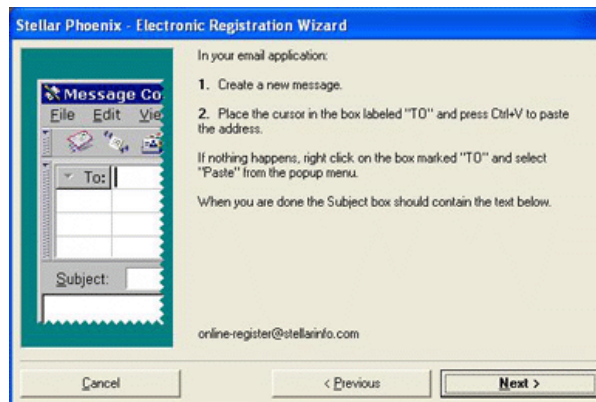 Stellar Phoenix - Electronic Registration Wizard
In your email application:
1. Create a new message.
2. Place the cursor in the box labeled "TO" and press Ctrl+V to paste
the address.
If nothing happens, right click on the box marked "TO" and select
"Paste" from the popup menu.
When you are done the Subject box should contain the text below.
Message Co
File Edit Vie
To:
Subject:
online-register@stellarinfo.com
Cancel
< Previous
Next >